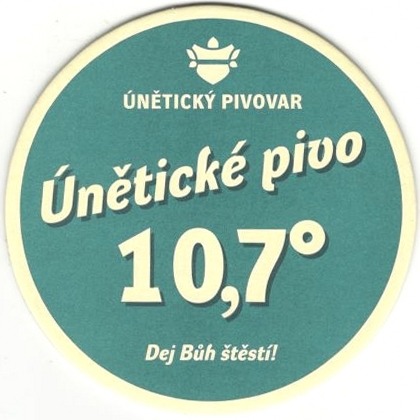 ÚNĚTICKÝ PIVOVAR
Únětické pivo
10,7°
Dej Bůh štěstí!